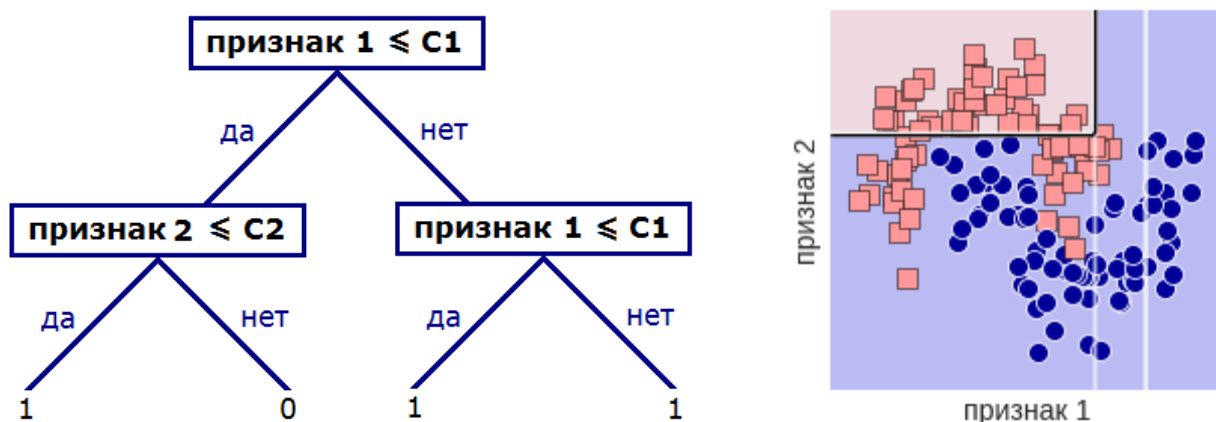 признак 1 ⩽ C1
да
нет
признак 2 ⩽ C2
признак 1 ⩽ C1
да
нет
да
нет
1
0
1
1
признак 2
признак 1